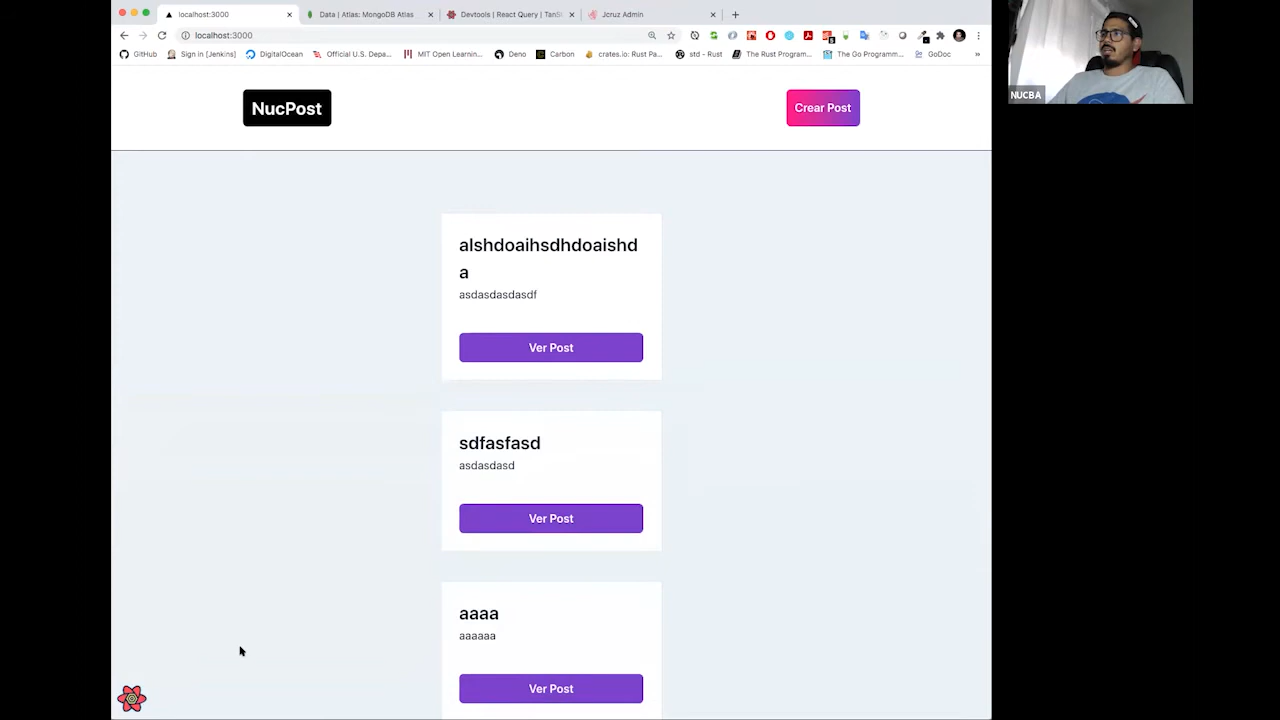 localhost:3000
Data | Atlas: MongoDB Atlas
Devtools | React Query | TanS
Jcruz Admin
localhost:3000
GitHub
Sign in [Jenkins]
DigitalOcean
Official U.S. Depa...
MIT Open Learnin...
Deno
Carbon
crates.io: Rust Pa...
std - Rust
The Rust Program...
The Go Programm...
GoDoc
»
NucPost
Crear Post
alshdoaihsdhdoaishd
a
asdasdasdasdf
Ver Post
sdfasfasd
asdasdasd
Ver Post
aaaa
aaaaaa
Ver Post
NUCBA